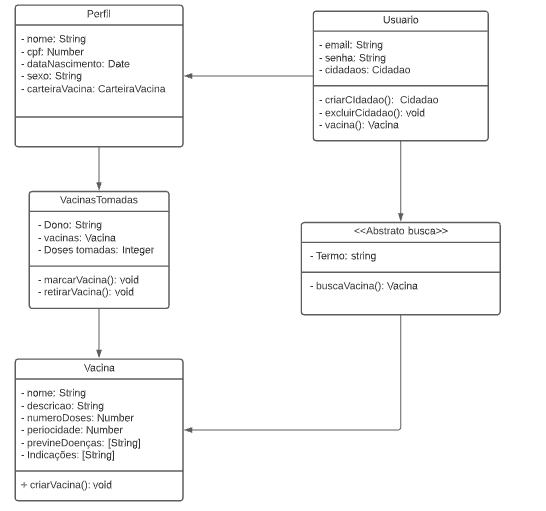 Perfil
- nome: String
- cpf: Number
- dataNascimento: Date
- sexo: String
- carteiraVacina: CarteiraVacina
Usuario
- email: String
- senha: String
- cidadaos: Cidadao
- criarCIdadao(): Cidadao
- excluirCidadao(): void
- vacina(): Vacina
VacinasTomadas
- Dono: String
- vacinas: Vacina
- Doses tomadas: Integer
- marcarVacina(): void
- retirarVacina(): void
<<Abstrato busca>>
- Termo: string
- buscaVacina(): Vacina
Vacina
- nome: String
- descricao: String
- numeroDoses: Number
- periocidade: Number
- previneDoenças: [String]
- Indicações: [String]
+ criarVacina(): void